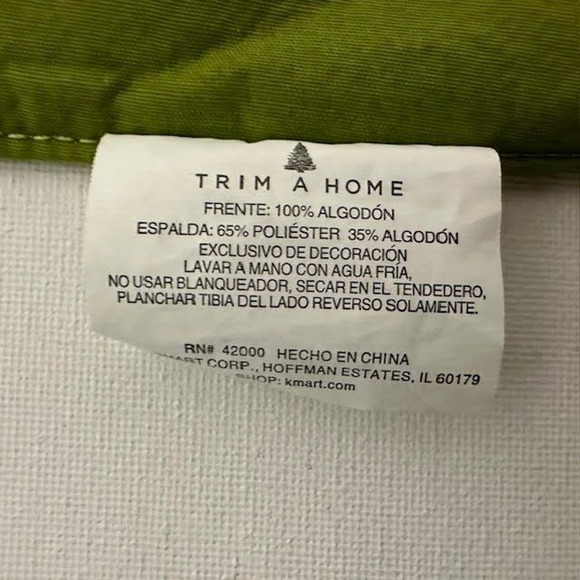 TRIM A HOME
FRENTE: 100% ALGODÓN
ESPALDA: 65% POLIÉSTER 35% ALGODÓN
EXCLUSIVO DE DECORACIÓN
LAVAR A MANO CON AGUA FRÍA,
NO USAR BLANQUEADOR, SECAR EN EL TENDEDERO,
PLANCHAR TIBIA DEL LADO REVERSO SOLAMENTE.
RN# 42000 HECHO EN CHINA
CORP., HOFFMAN ESTATES, IL 60179
SHOP: kmart.com